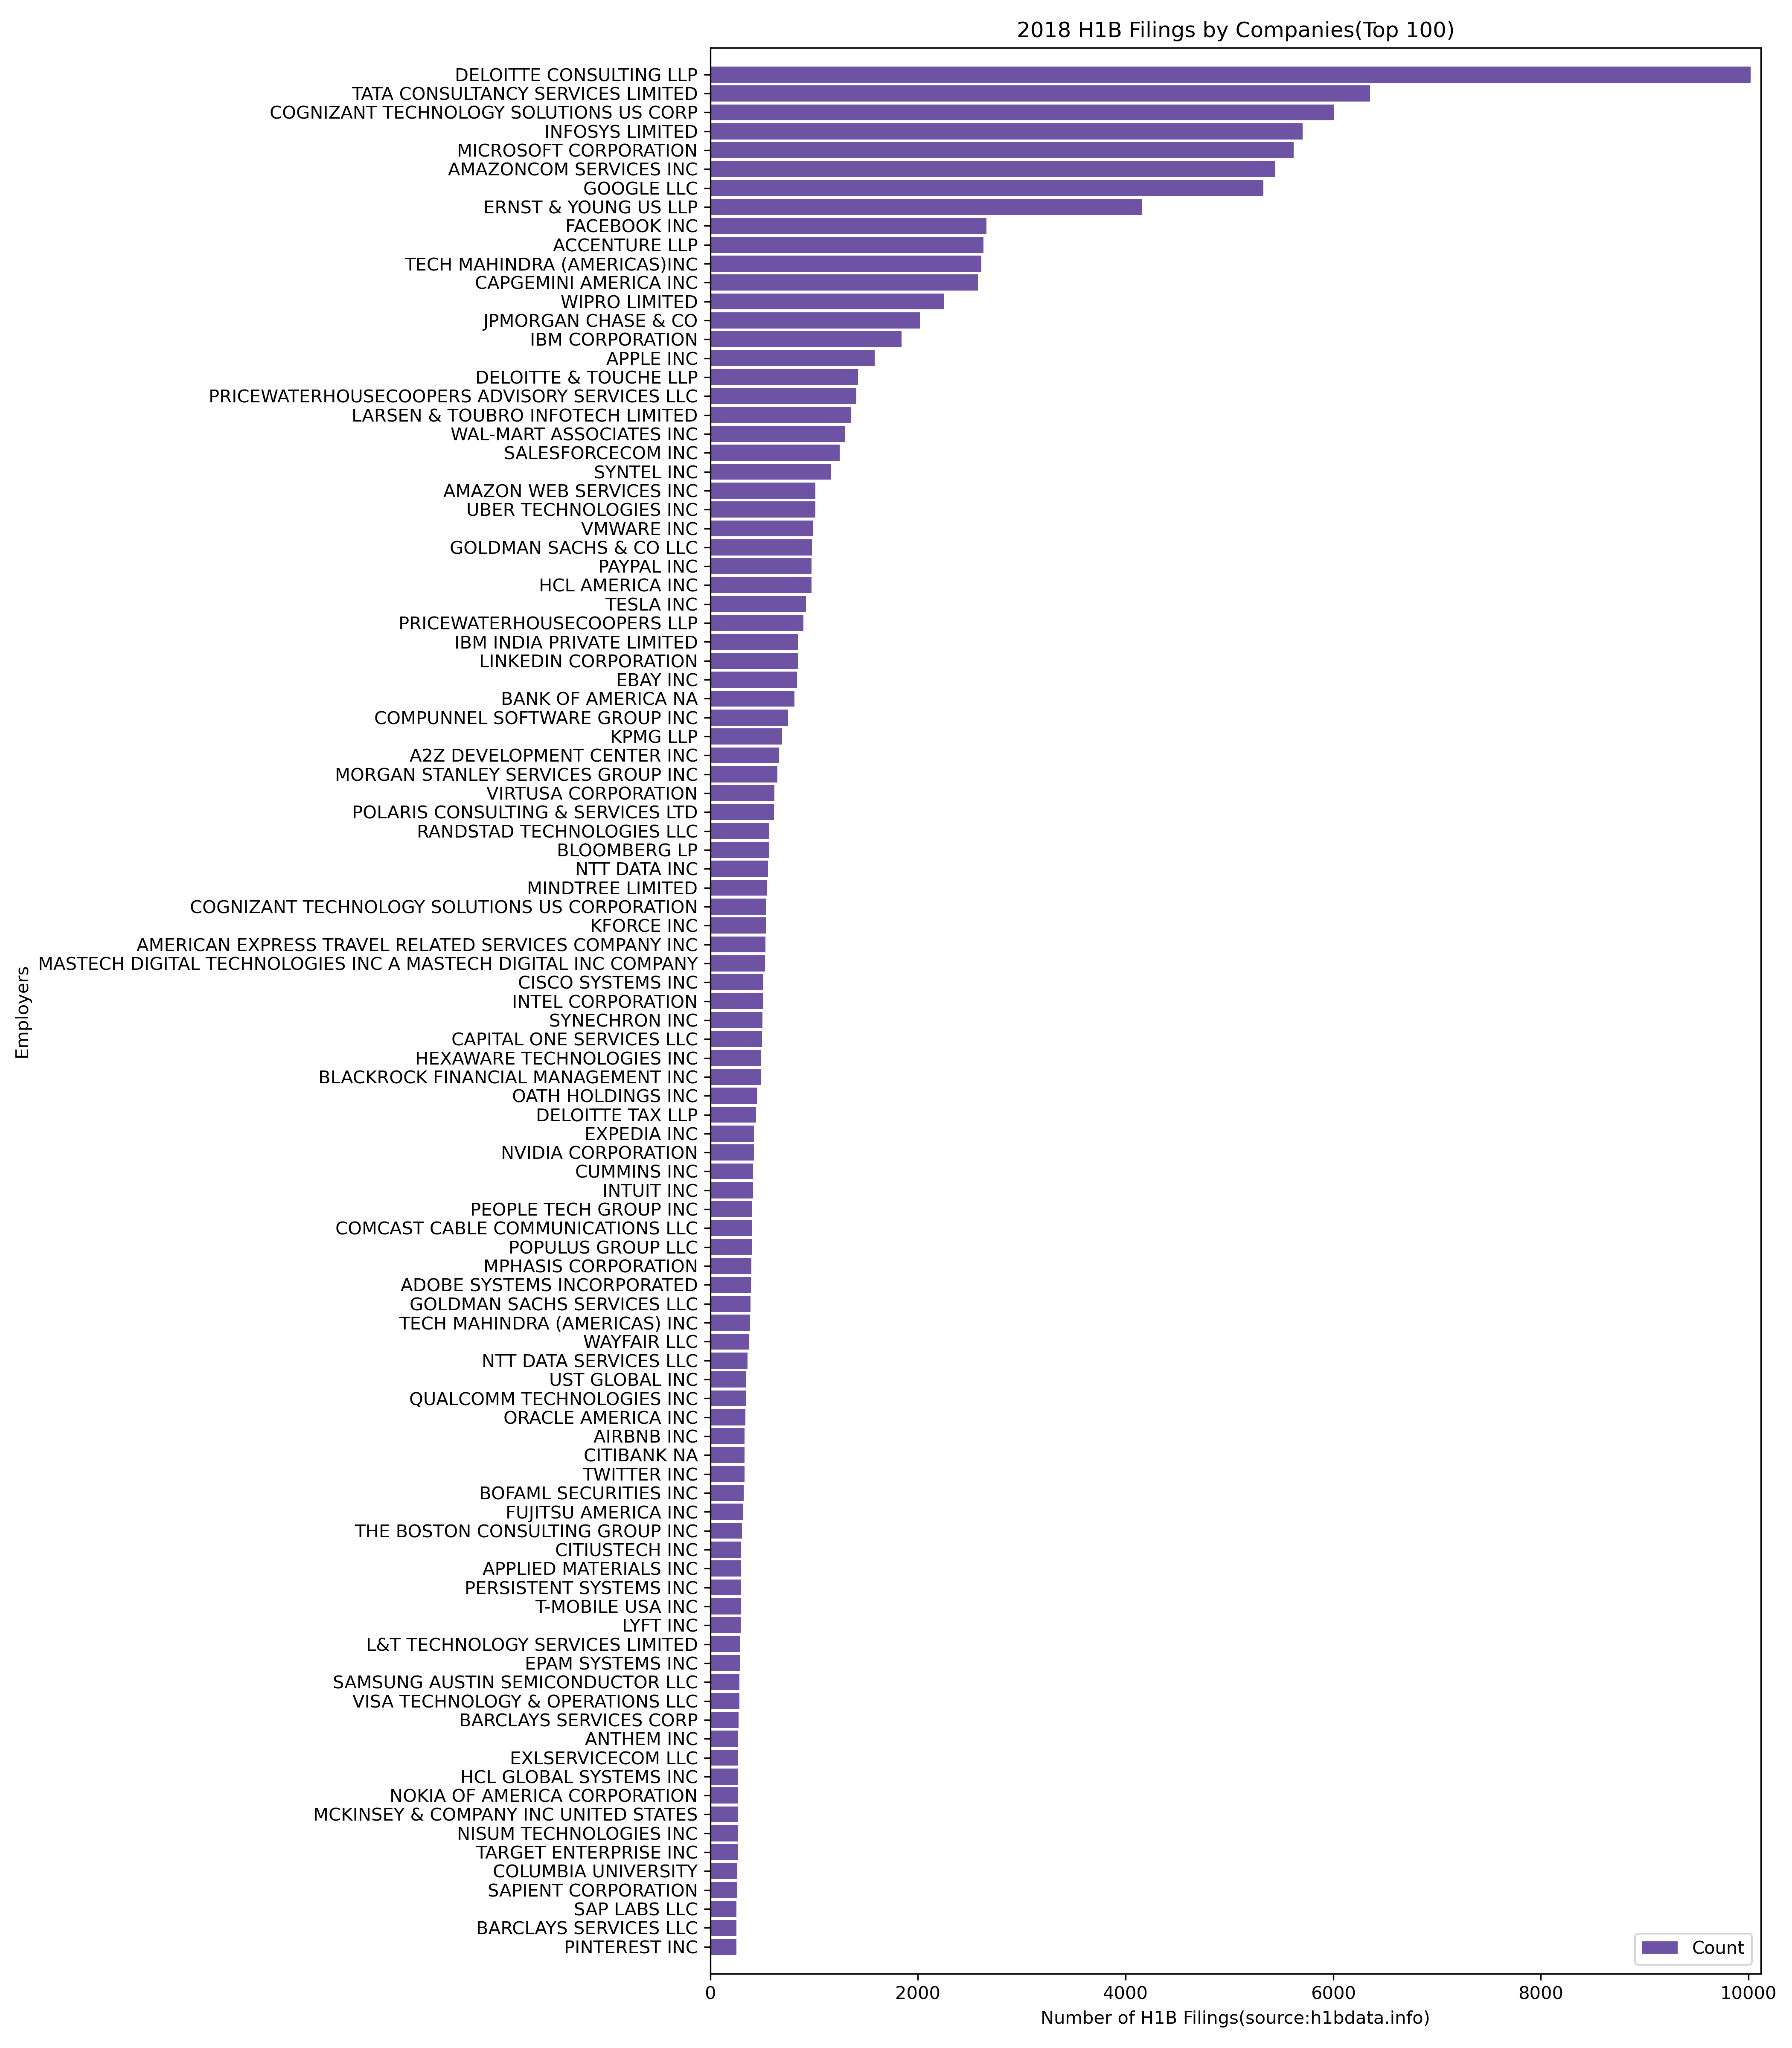 2018 H1B Filings by Companies(Top 100)
DELOITTE CONSULTING LLP
TATA CONSULTANCY SERVICES LIMITED
COGNIZANT TECHNOLOGY SOLUTIONS US CORP
INFOSYS LIMITED
MICROSOFT CORPORATION
AMAZONCOM SERVICES INC
GOOGLE LLC
ERNST & YOUNG US LLP
FACEBOOK INC
ACCENTURE LLP
TECH MAHINDRA (AMERICAS)INC
CAPGEMINI AMERICA INC
WIPRO LIMITED
JPMORGAN CHASE & CO
IBM CORPORATION
APPLE INC
DELOITTE & TOUCHE LLP
PRICEWATERHOUSECOOPERS ADVISORY SERVICES LLC
LARSEN & TOUBRO INFOTECH LIMITED
WAL-MART ASSOCIATES INC
SALESFORCECOM INC
SYNTEL INC
AMAZON WEB SERVICES INC
UBER TECHNOLOGIES INC
VMWARE INC
GOLDMAN SACHS & CO LLC
PAYPAL INC
HCL AMERICA INC
TESLA INC
PRICEWATERHOUSECOOPERS LLP
IBM INDIA PRIVATE LIMITED
LINKEDIN CORPORATION
EBAY INC
BANK OF AMERICA NA
COMPUNNEL SOFTWARE GROUP INC
KPMG LLP
A2Z DEVELOPMENT CENTER INC
MORGAN STANLEY SERVICES GROUP INC
VIRTUSA CORPORATION
POLARIS CONSULTING & SERVICES LTD
RANDSTAD TECHNOLOGIES LLC
BLOOMBERG LP
NTT DATA INC
MINDTREE LIMITED
COGNIZANT TECHNOLOGY SOLUTIONS US CORPORATION
KFORCE INC
AMERICAN EXPRESS TRAVEL RELATED SERVICES COMPANY INC
MASTECH DIGITAL TECHNOLOGIES INC A MASTECH DIGITAL INC COMPANY
CISCO SYSTEMS INC
INTEL CORPORATION
SYNECHRON INC
CAPITAL ONE SERVICES LLC
HEXAWARE TECHNOLOGIES INC
BLACKROCK FINANCIAL MANAGEMENT INC
OATH HOLDINGS INC
DELOITTE TAX LLP
EXPEDIA INC
NVIDIA CORPORATION
CUMMINS INC
INTUIT INC
PEOPLE TECH GROUP INC
COMCAST CABLE COMMUNICATIONS LLC
POPULUS GROUP LLC
MPHASIS CORPORATION
ADOBE SYSTEMS INCORPORATED
GOLDMAN SACHS SERVICES LLC
TECH MAHINDRA (AMERICAS) INC
WAYFAIR LLC
NTT DATA SERVICES LLC
UST GLOBAL INC
QUALCOMM TECHNOLOGIES INC
ORACLE AMERICA INC
AIRBNB INC
CITIBANK NA
TWITTER INC
BOFAML SECURITIES INC
FUJITSU AMERICA INC
THE BOSTON CONSULTING GROUP INC
CITIUSTECH INC
APPLIED MATERIALS INC
PERSISTENT SYSTEMS INC
T-MOBILE USA INC
LYFT INC
L&T TECHNOLOGY SERVICES LIMITED
EPAM SYSTEMS INC
SAMSUNG AUSTIN SEMICONDUCTOR LLC
VISA TECHNOLOGY & OPERATIONS LLC
BARCLAYS SERVICES CORP
ANTHEM INC
EXLSERVICECOM LLC
HCL GLOBAL SYSTEMS INC
NOKIA OF AMERICA CORPORATION
MCKINSEY & COMPANY INC UNITED STATES
NISUM TECHNOLOGIES INC
TARGET ENTERPRISE INC
COLUMBIA UNIVERSITY
SAPIENT CORPORATION
SAP LABS LLC
BARCLAYS SERVICES LLC
PINTEREST INC
Employers
Count
0 2000 4000 6000 8000 10000
Number of H1B Filings(source:h1bdata.info)